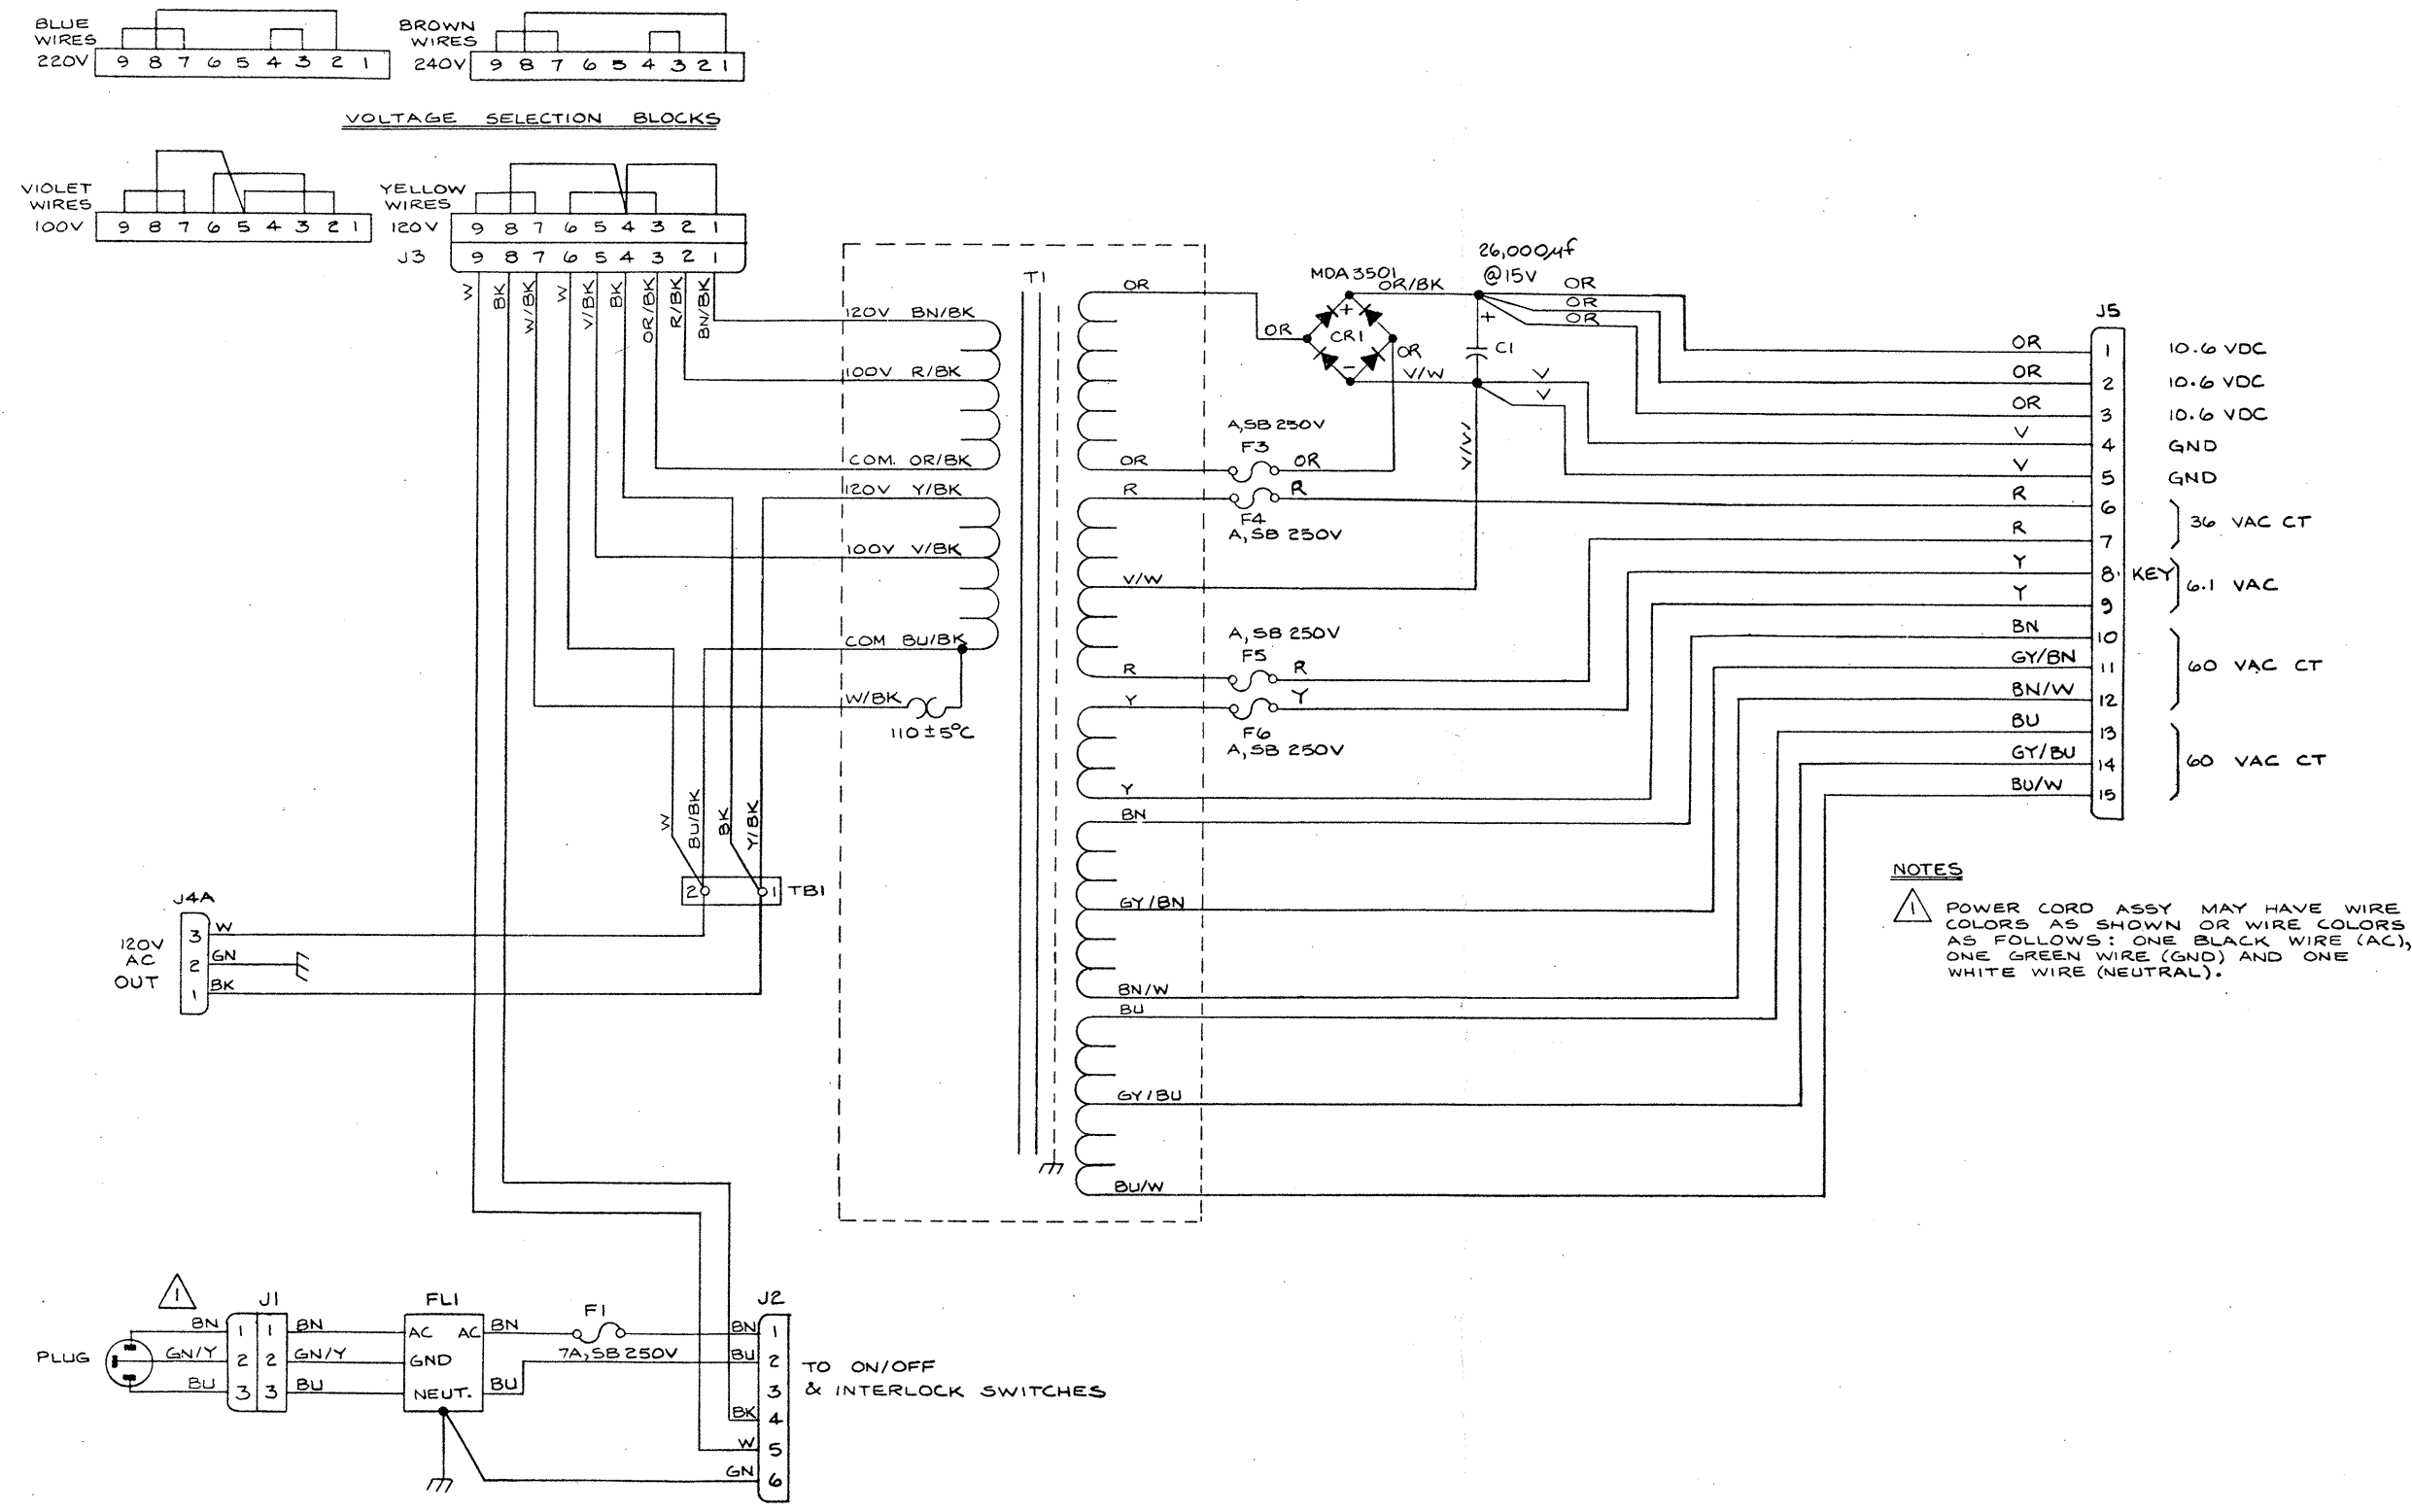 BLUE
WIRES
220V
9 8 7 6 5 4 3 2 1
BROWN
WIRES
240V
9 8 7 6 5 4 3 2 1
VOLTAGE SELECTION BLOCKS
VIOLET
WIRES
100V
9 8 7 6 5 4 3 2 1
YELLOW
WIRES
120V
9 8 7 6 5 4 3 2 1
J3
9 8 7 6 5 4 3 2 1
W
BK
W/BK
W
V/BK
BK
OR/BK
R/BK
BN/BK
T1
120V BN/BK
100V R/BK
COM. OR/BK
120V Y/BK
100V V/BK
COM BU/BK
W/BK
110±5°C
W
BU/BK
BK
Y/BK
2 1 TB1
J4A
120V
AC
OUT
3 W
2 GN
1 BK
OR
OR
R
V/W
R
Y
Y
BN
GY/BN
BN/W
BU
GY/BU
BU/W
MDA3501
OR/BK
OR
+
CR1
OR
-
V/W
26,000µf
@15V
+
C1
OR
OR
OR
V
V
V/W
A,SB 250V
F3
OR
R
F4
A,SB 250V
A,SB 250V
F5
R
Y
F6
A,SB 250V
J5
OR 1 10.6 VDC
OR 2 10.6 VDC
OR 3 10.6 VDC
V 4 GND
V 5 GND
R 6
36 VAC CT
R 7
Y 8 KEY
6.1 VAC
Y 9
BN 10
GY/BN 11
60 VAC CT
BN/W 12
BU 13
GY/BU 14
60 VAC CT
BU/W 15
NOTES
1 POWER CORD ASSY MAY HAVE WIRE
COLORS AS SHOWN OR WIRE COLORS
AS FOLLOWS: ONE BLACK WIRE (AC),
ONE GREEN WIRE (GND) AND ONE
WHITE WIRE (NEUTRAL).
1
PLUG
BN
GN/Y
BU
J1
1 1 BN
2 2 GN/Y
3 3 BU
FL1
AC AC
GND
NEUT.
BN
BU
F1
7A,SB 250V
J2
BN 1
BU 2
3
BK 4
W 5
GN 6
TO ON/OFF
& INTERLOCK SWITCHES